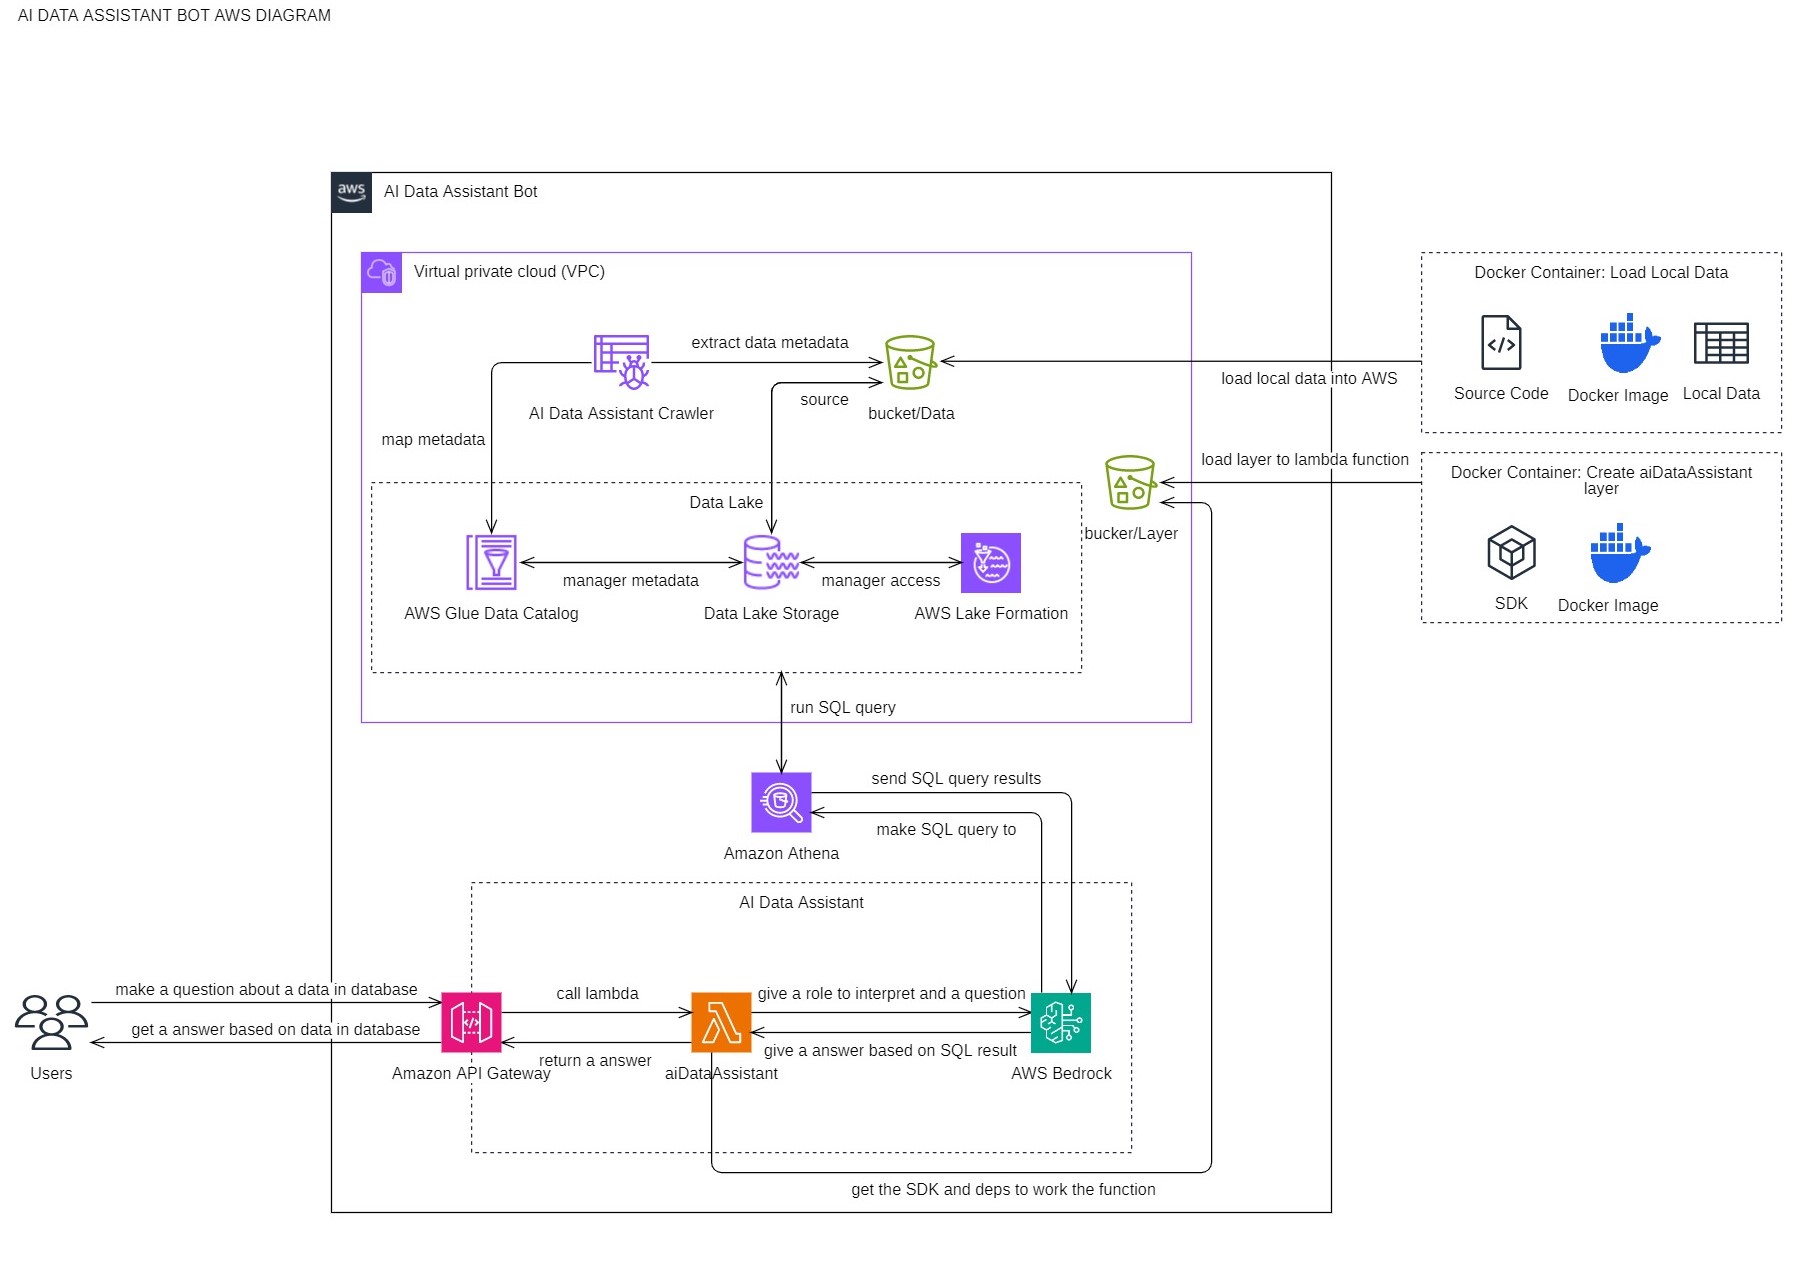 AI DATA ASSISTANT BOT AWS DIAGRAM
aws
AI Data Assistant Bot
Virtual private cloud (VPC)
Docker Container: Load Local Data
extract data metadata
load local data into AWS
Source Code
Docker Image
Local Data
source
AI Data Assistant Crawler
bucket/Data
map metadata
load layer to lambda function
Docker Container: Create aiDataAssistant
layer
Data Lake
bucker/Layer
manager metadata
manager access
SDK
Docker Image
AWS Glue Data Catalog
Data Lake Storage
AWS Lake Formation
run SQL query
send SQL query results
make SQL query to
Amazon Athena
AI Data Assistant
make a question about a data in database
call lambda
give a role to interpret and a question
get a answer based on data in database
return a answer
give a answer based on SQL result
Users
Amazon API Gateway
aiDataAssistant
AWS Bedrock
get the SDK and deps to work the function